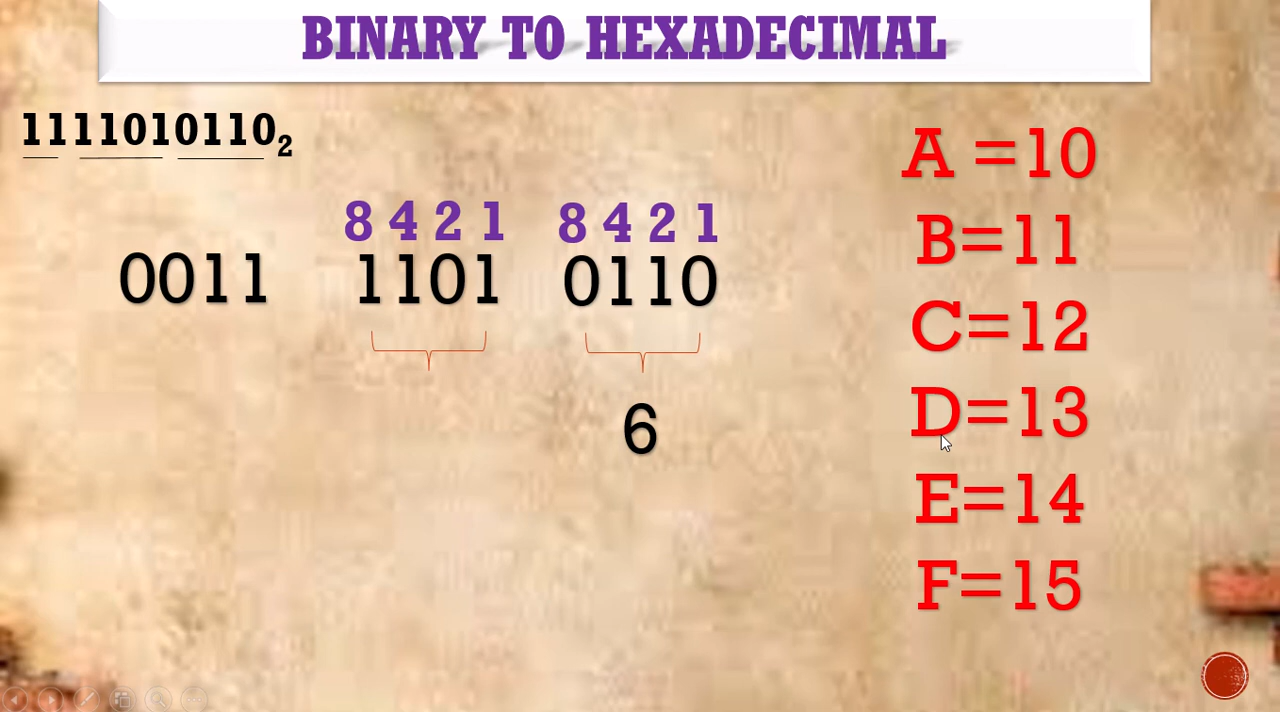 BINARY TO HEXADECIMAL
1111010110₂
8 4 2 1 8 4 2 1
0011 1101 0110
6
A =10
B=11
C=12
D=13
E=14
F=15